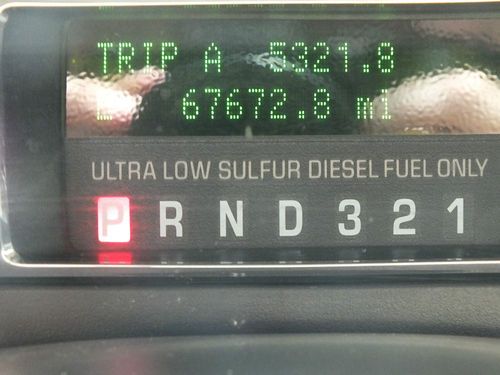 TRIP A 5321.8
67672.8 mi
ULTRA LOW SULFUR DIESEL FUEL ONLY
P R N D 3 2 1